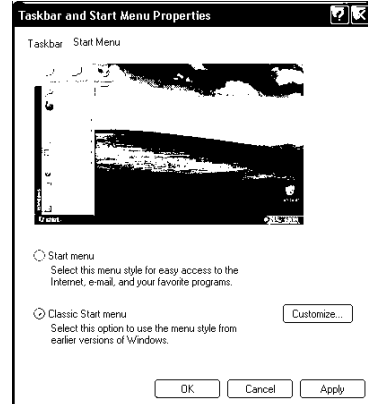 Taskbar and Start Menu Properties
Taskbar Start Menu
Start menu
Select this menu style for easy access to the
Internet, e-mail, and your favorite programs.
Classic Start menu
Customize...
Select this option to use the menu style from
earlier versions of Windows.
OK Cancel Apply